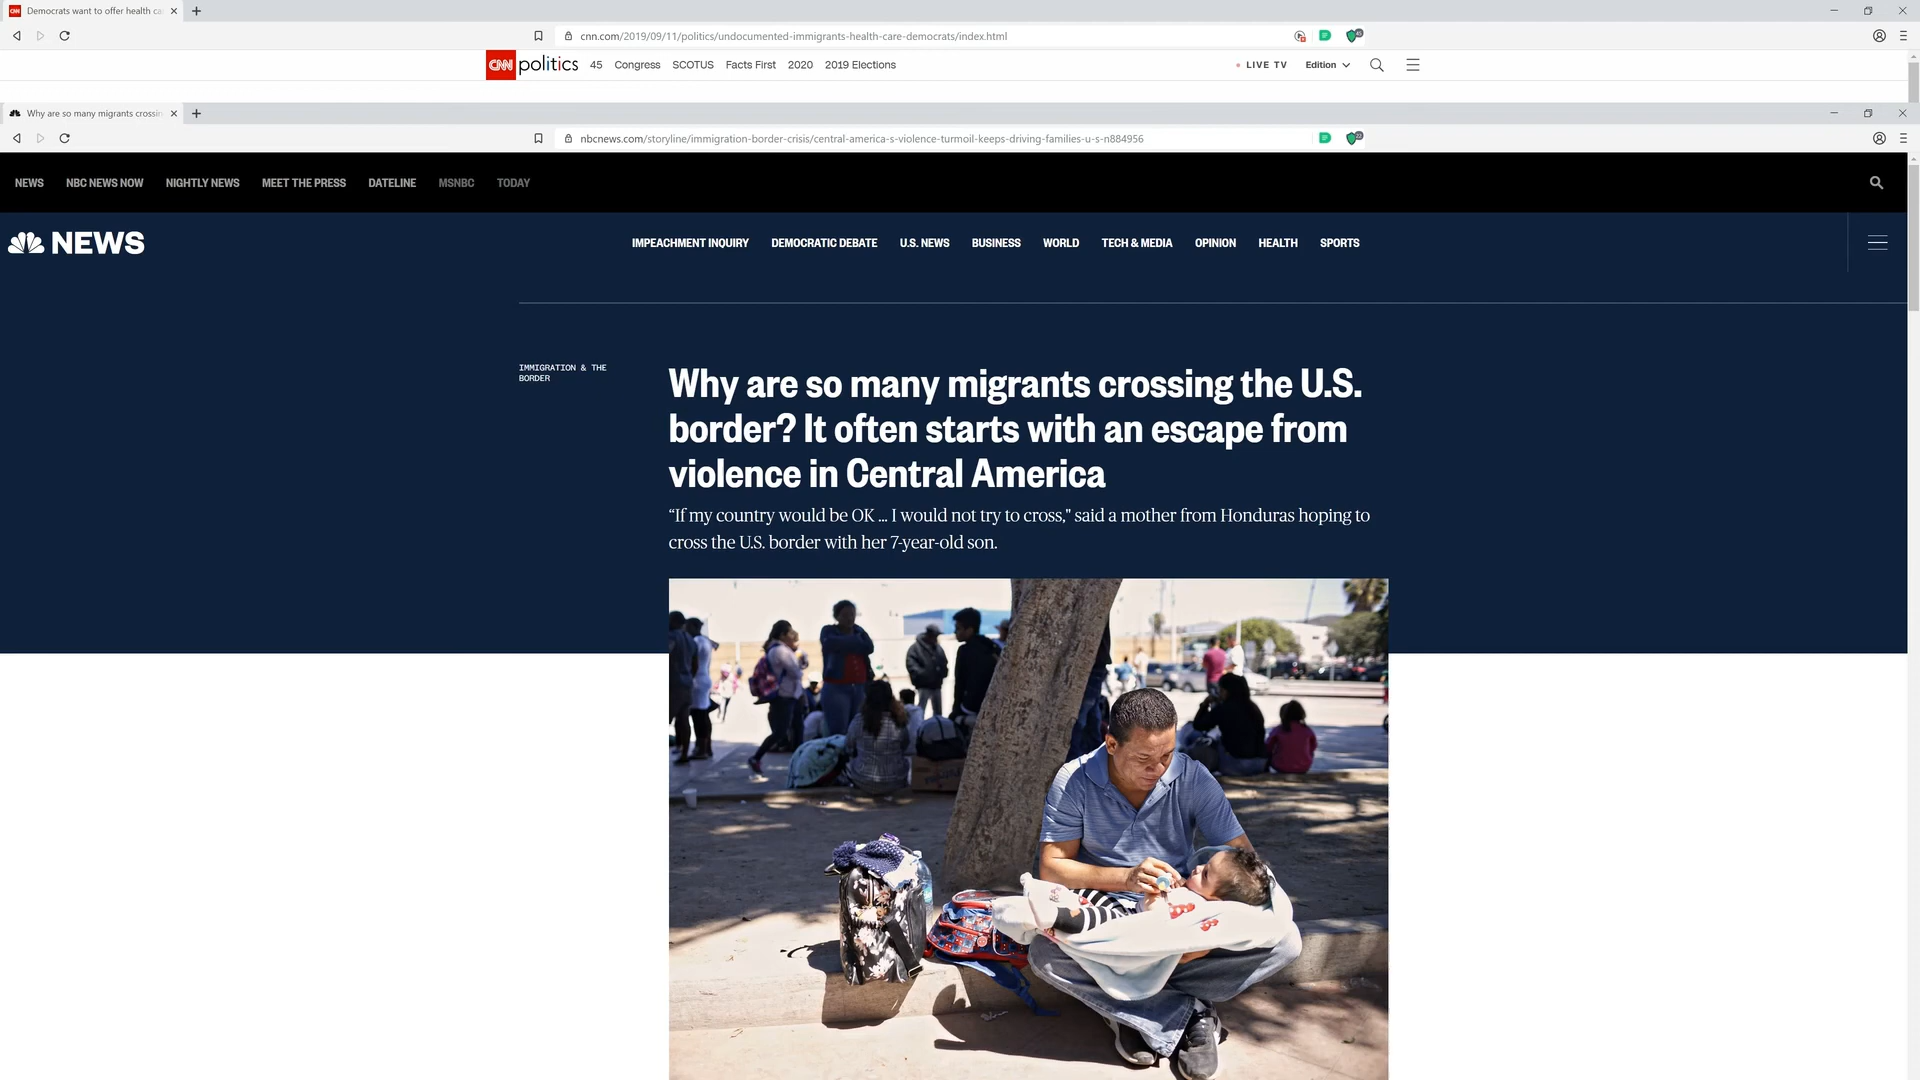 Democrats want to offer health ca
cnn.com/2019/09/11/politics/undocumented-immigrants-health-care-democrats/index.html
CNN politics 45 Congress SCOTUS Facts First 2020 2019 Elections LIVE TV Edition
Why are so many migrants crossin
nbcnews.com/storyline/immigration-border-crisis/central-america-s-violence-turmoil-keeps-driving-families-u-s-n884956
NEWS NBC NEWS NOW NIGHTLY NEWS MEET THE PRESS DATELINE MSNBC TODAY
NEWS IMPEACHMENT INQUIRY DEMOCRATIC DEBATE U.S. NEWS BUSINESS WORLD TECH & MEDIA OPINION HEALTH SPORTS
IMMIGRATION & THE
BORDER
Why are so many migrants crossing the U.S.
border? It often starts with an escape from
violence in Central America
“If my country would be OK ... I would not try to cross," said a mother from Honduras hoping to
cross the U.S. border with her 7-year-old son.